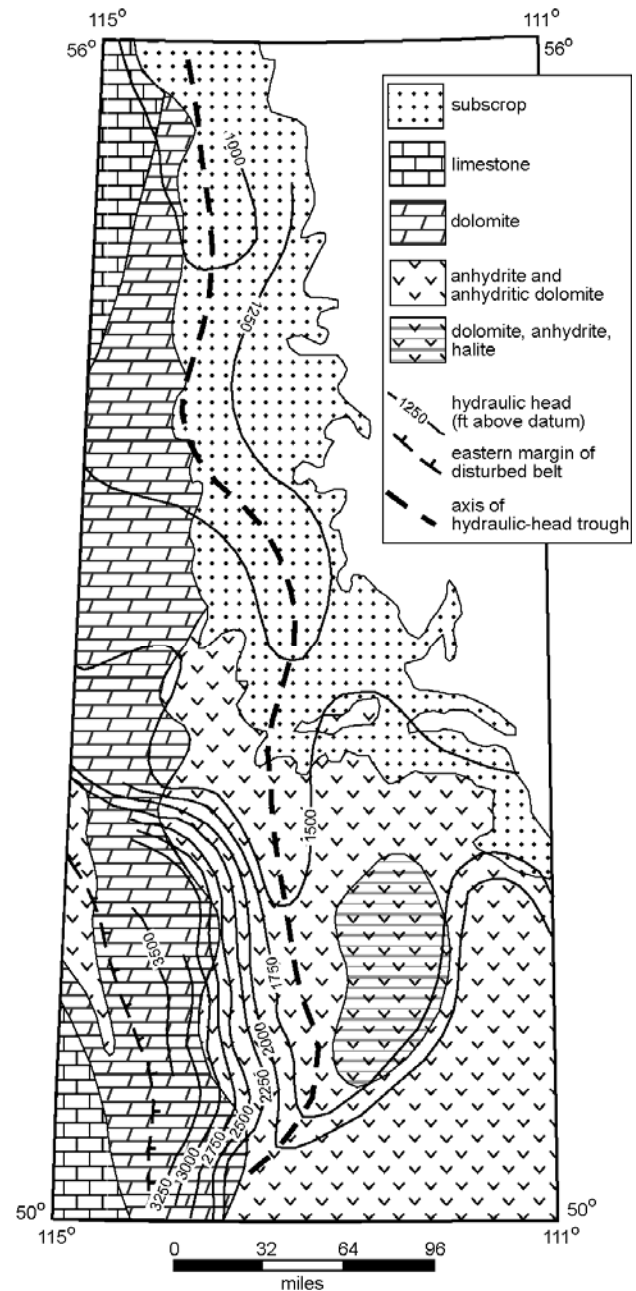 115°
111°
56°
56°
subscrop
limestone
dolomite
anhydrite and
anhydritic dolomite
dolomite, anhydrite,
halite
1250
hydraulic head
(ft above datum)
eastern margin of
disturbed belt
axis of
hydraulic-head trough
1000
1250
1500
3500
1750
2000
2250
2500
2750
3000
3250
50°
50°
115°
111°
0
32
64
96
miles